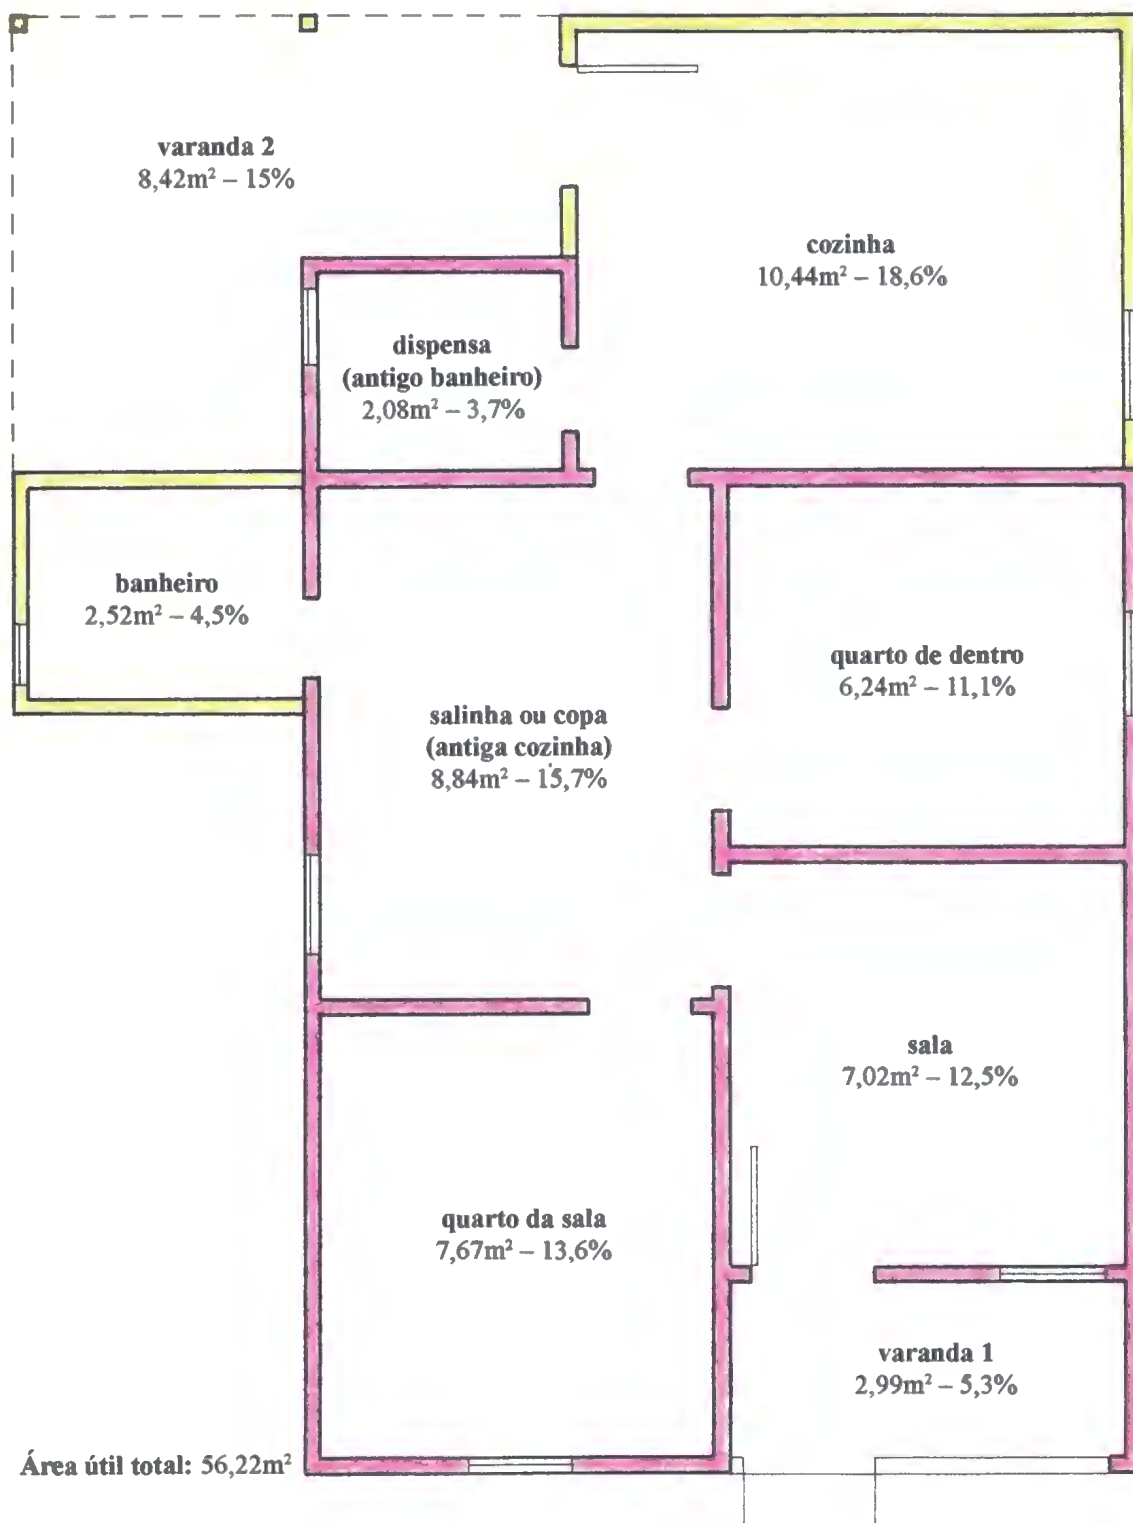 varanda 2
8,42m² – 15%
cozinha
10,44m² – 18,6%
dispensa
(antigo banheiro)
2,08m² – 3,7%
banheiro
2,52m² – 4,5%
quarto de dentro
6,24m² – 11,1%
salinha ou copa
(antiga cozinha)
8,84m² – 15,7%
sala
7,02m² – 12,5%
quarto da sala
7,67m² – 13,6%
varanda 1
2,99m² – 5,3%
Área útil total: 56,22m²